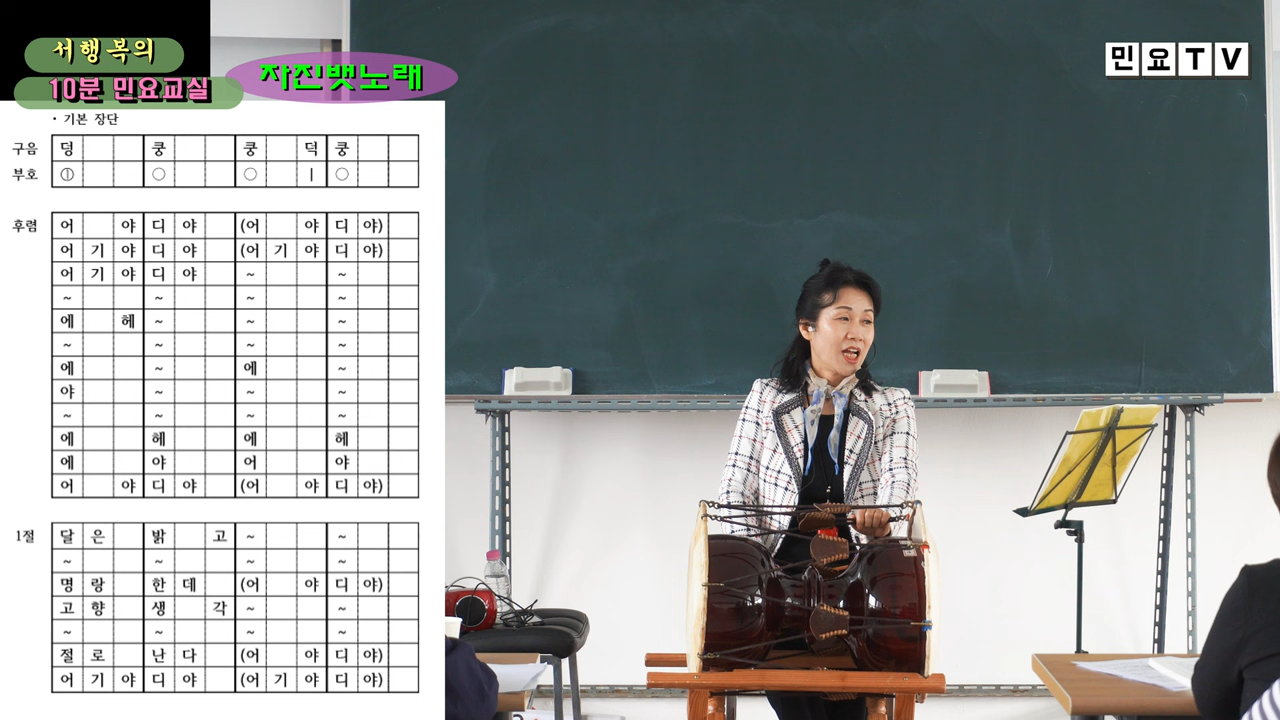 서행복의
10분 민요교실
자진뱃노래
민요TV
· 기본 장단
구음 덩 쿵 쿵 덕 쿵
부호 ① ○ ○ | ○
후렴 어 야 디 야 (어 야 디 야)
어 기 야 디 야 (어 기 야 디 야)
어 기 야 디 야 ~ ~
~ ~ ~ ~
에 헤 ~ ~ ~
~ ~ ~ ~
에 ~ 에 ~
야 ~ ~ ~
~ ~ ~ ~
에 헤 에 헤
에 야 어 야
어 야 디 야 (어 야 디 야)
1절 달 은 밝 고 ~ ~
~ ~ ~ ~
명 랑 한 데 (어 야 디 야)
고 향 생 각 ~ ~
~ ~ ~ ~
절 로 난 다 (어 야 디 야)
어 기 야 디 야 (어 기 야 디 야)